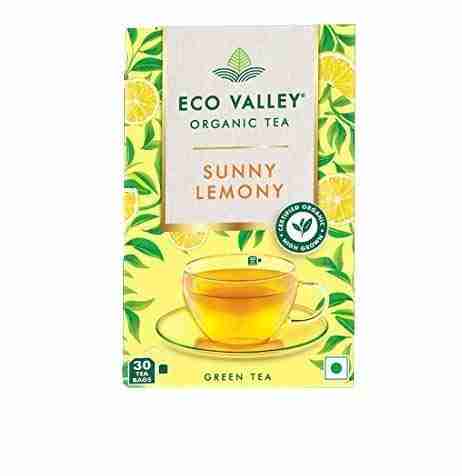 ECO VALLEY®
ORGANIC TEA
SUNNY
LEMONY
CERTIFIED ORGANIC
HIGH GROWN
30
TEA
BAGS
GREEN TEA